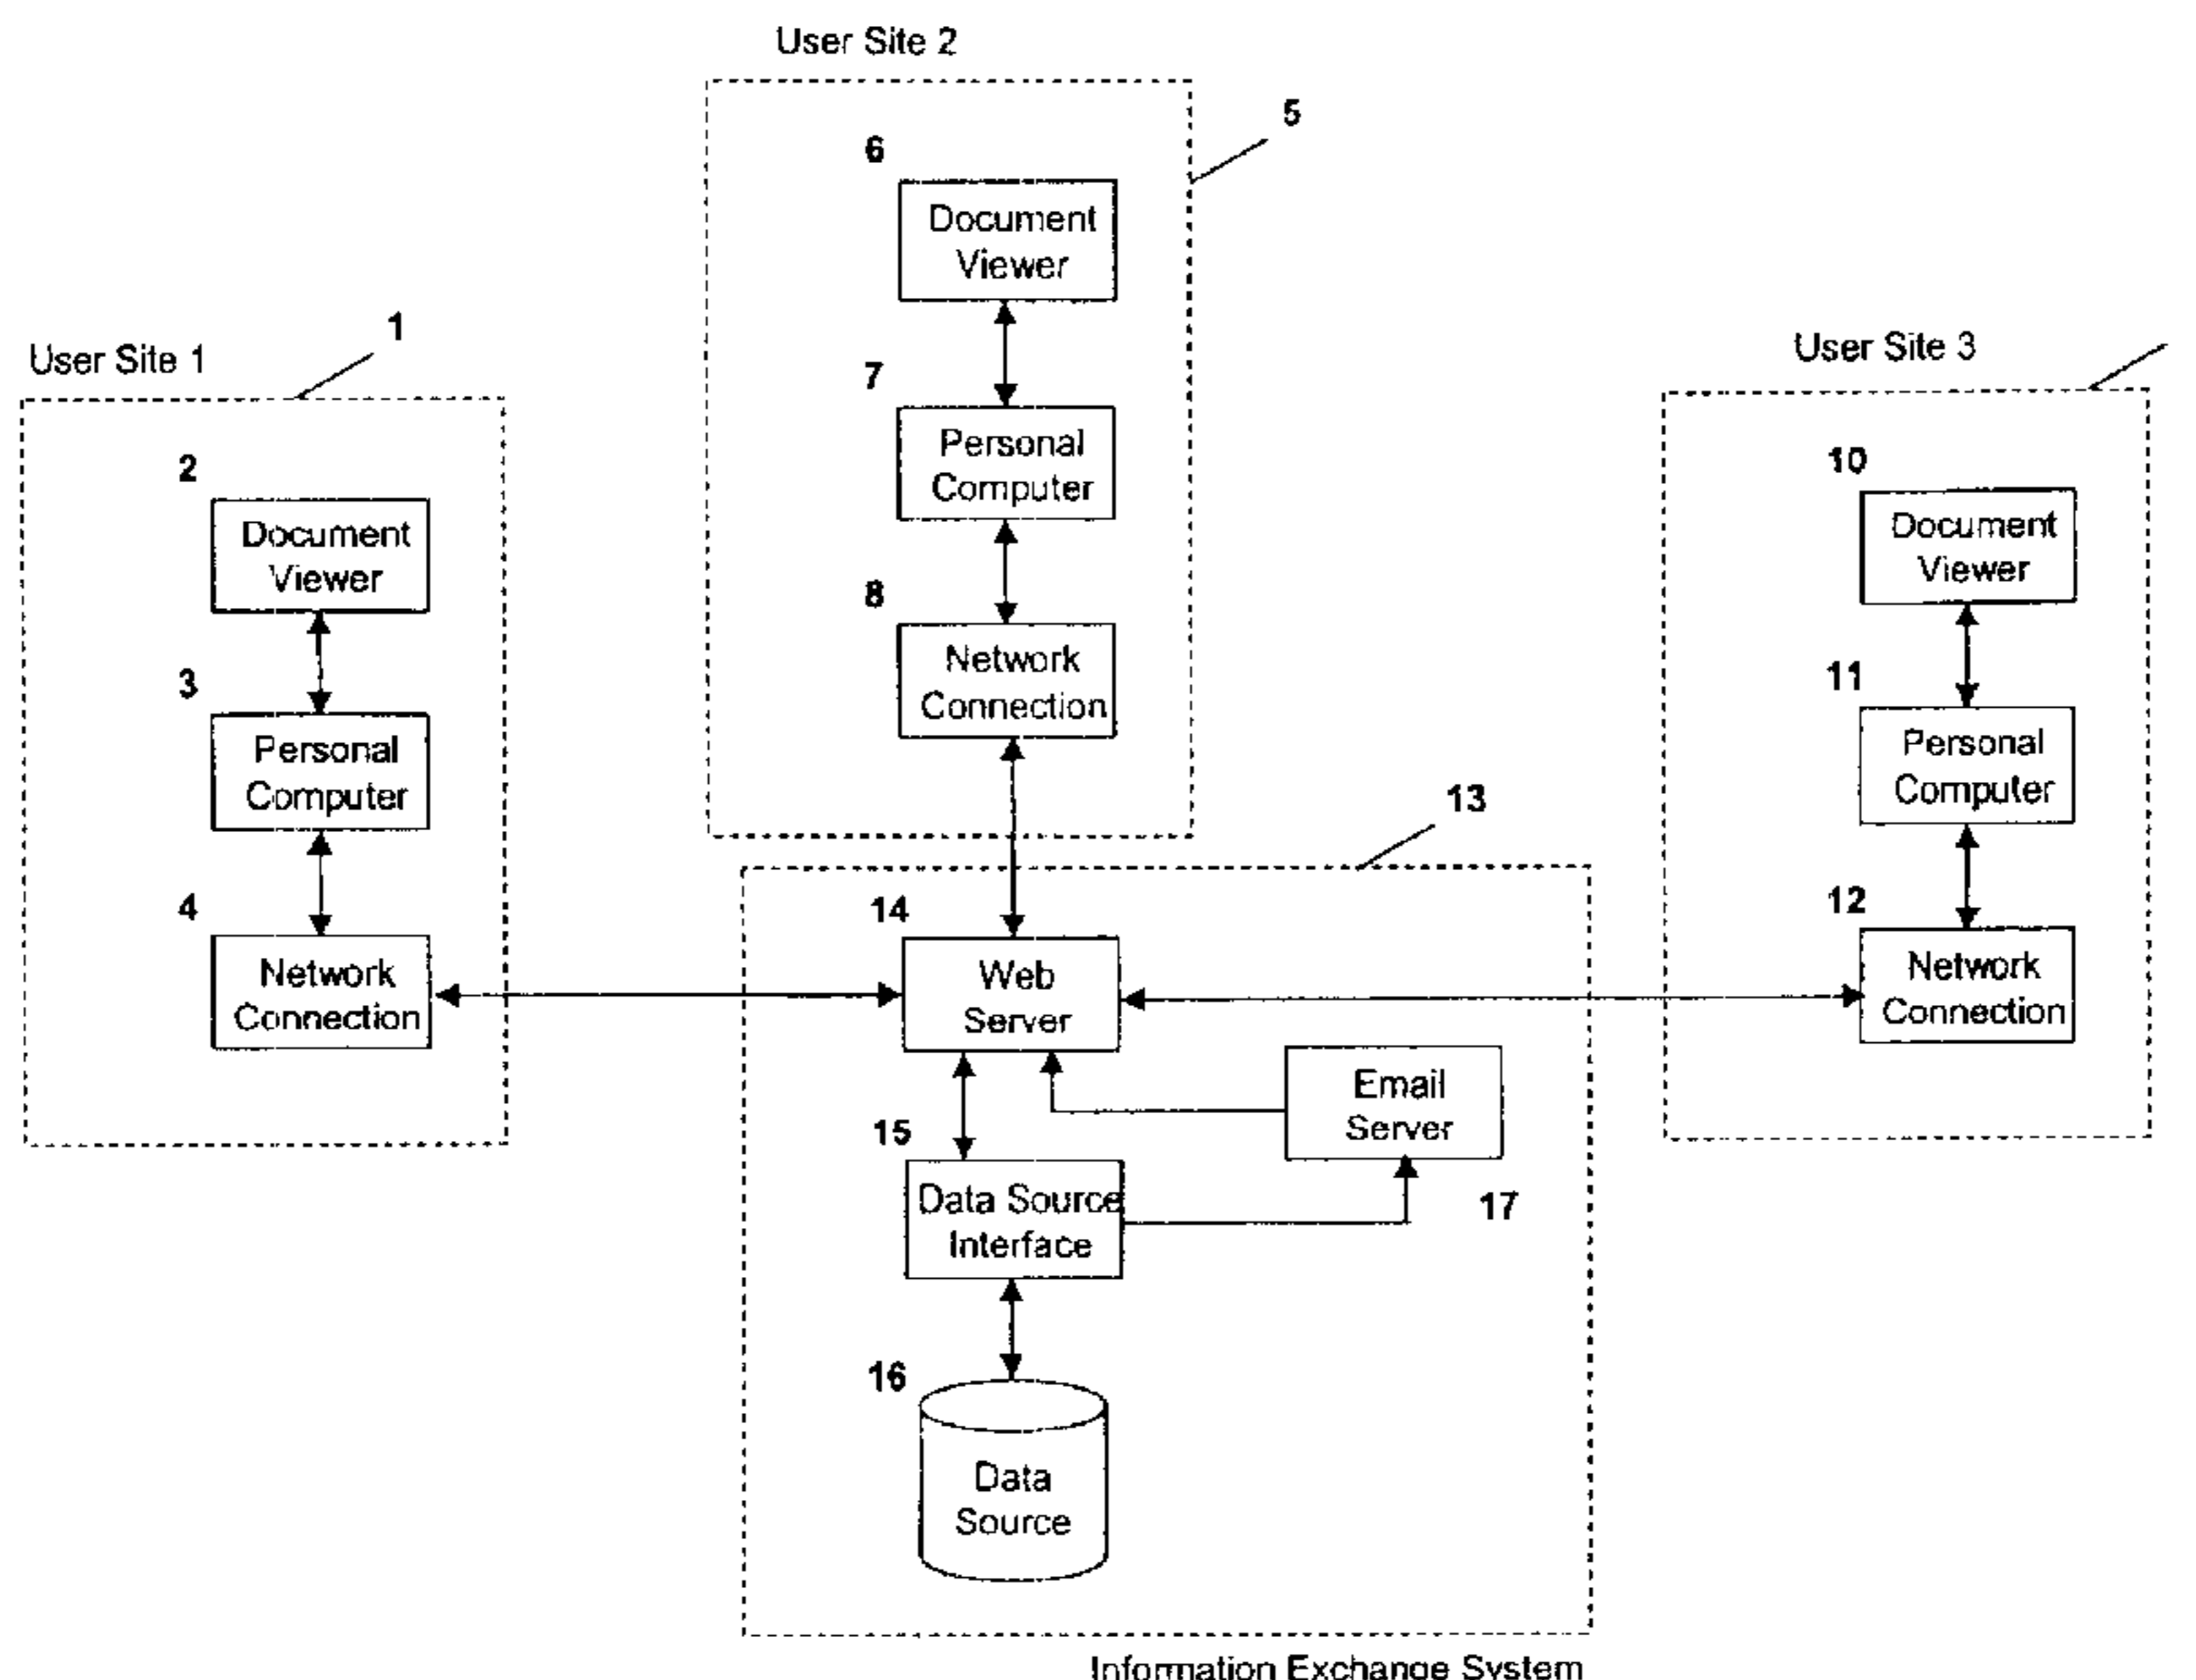 User Site 2
5
6
Document
Viewer
7
Personal
Computer
8
Network
Connection
User Site 1
1
2
Document
Viewer
3
Personal
Computer
4
Network
Connection
User Site 3
10
Document
Viewer
11
Personal
Computer
12
Network
Connection
13
14
Web
Server
Email
Server
17
15
Data Source
Interface
16
Data
Source
Information Exchange System